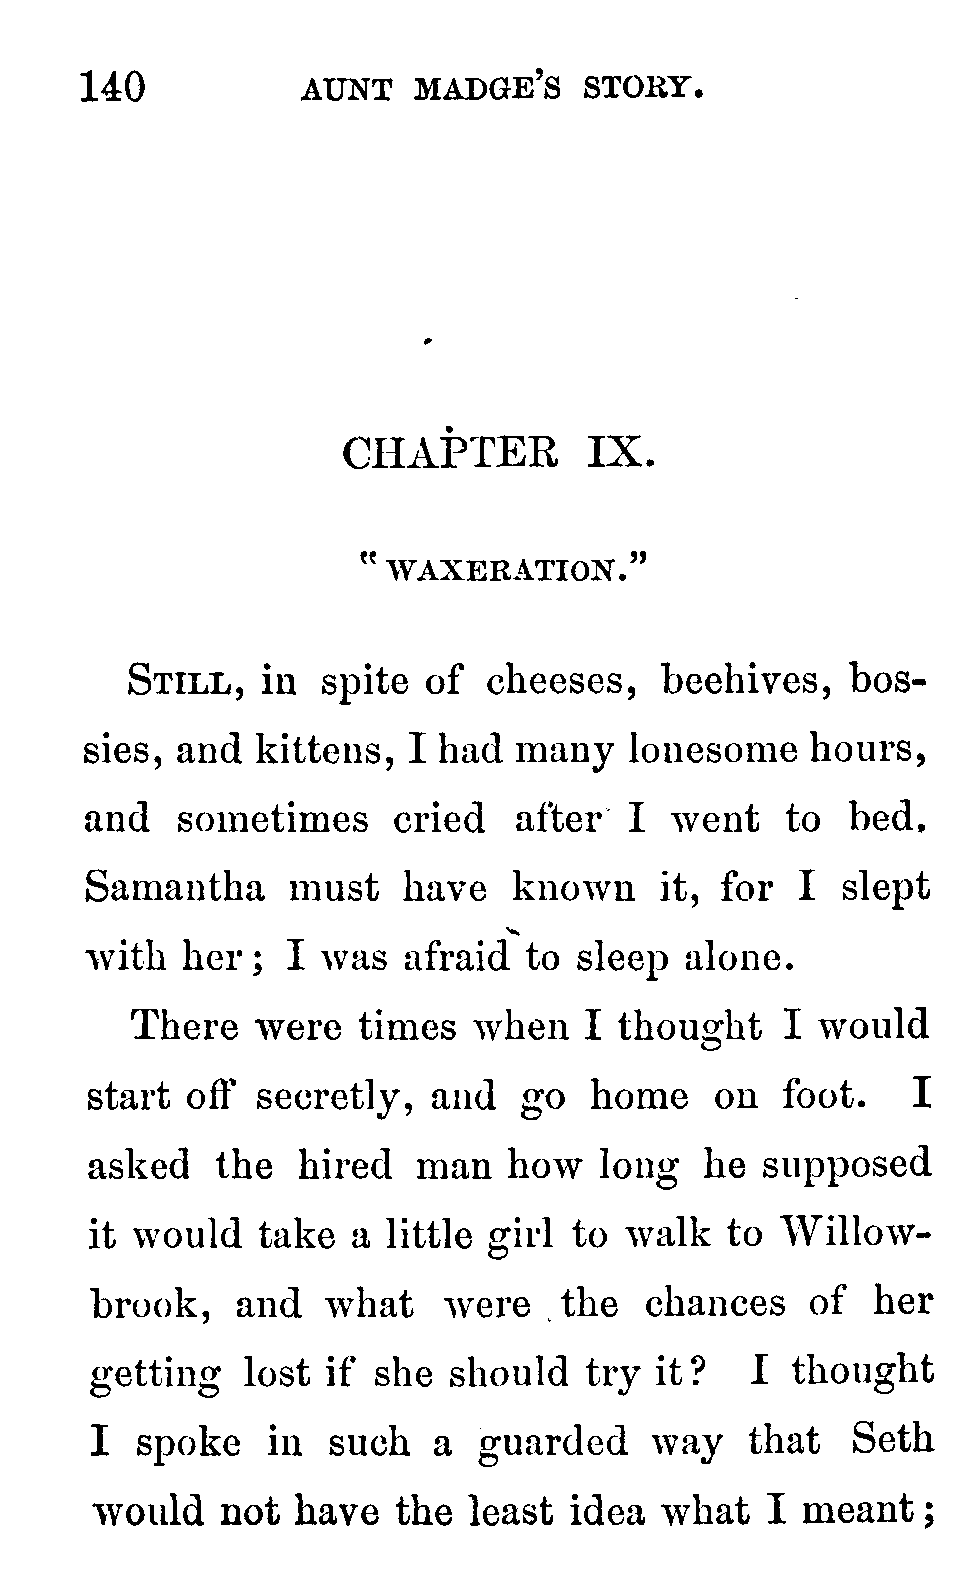 140 AUNT MADGE'S STORY.
CHAPTER IX.
"WAXERATION."
STILL, in spite of cheeses, beehives, bos-
sies, and kittens, I had many lonesome hours,
and sometimes cried after I went to bed.
Samantha must have known it, for I slept
with her; I was afraid to sleep alone.
There were times when I thought I would
start off secretly, and go home on foot. I
asked the hired man how long he supposed
it would take a little girl to walk to Willow-
brook, and what were the chances of her
getting lost if she should try it? I thought
I spoke in such a guarded way that Seth
would not have the least idea what I meant;